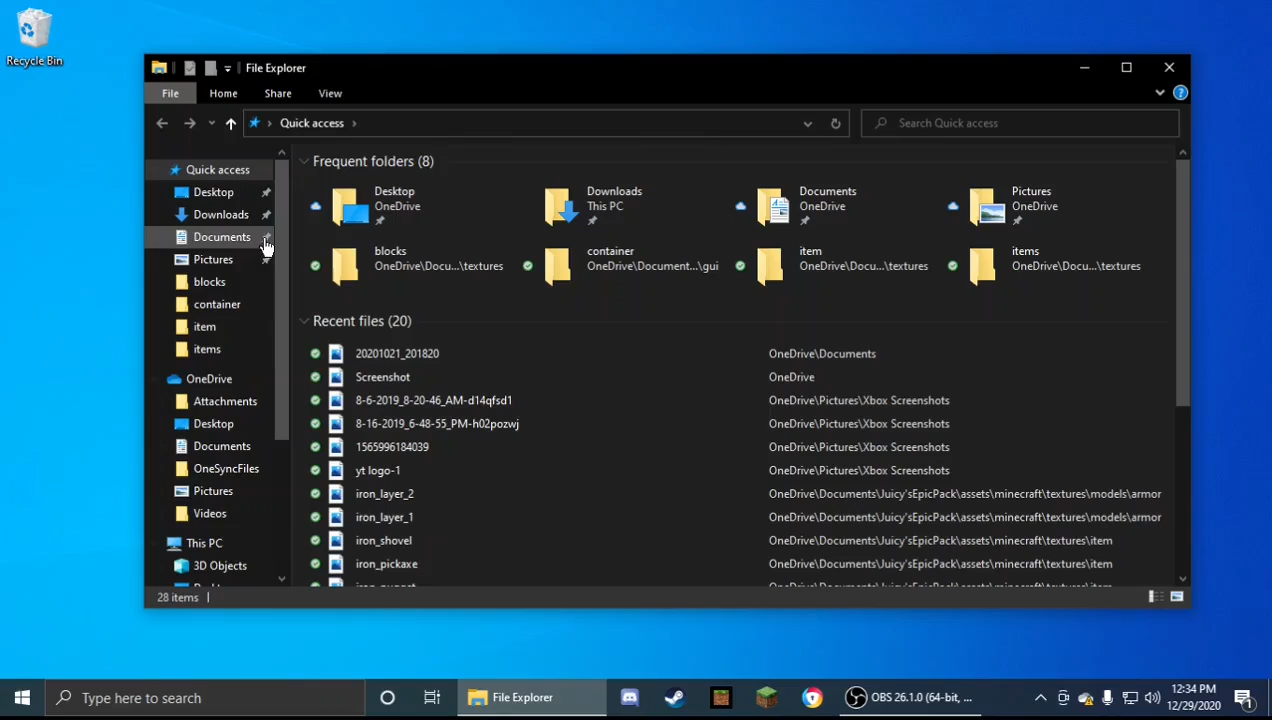 Recycle Bin
File Explorer
File Home Share View
Quick access
Search Quick access
Quick access
Desktop
Downloads
Documents
Pictures
blocks
container
item
items
OneDrive
Attachments
Desktop
Documents
OneSyncFiles
Pictures
Videos
This PC
3D Objects
Frequent folders (8)
Desktop
OneDrive
Downloads
This PC
Documents
OneDrive
Pictures
OneDrive
blocks
OneDrive\Docu...\textures
container
OneDrive\Document...\gui
item
OneDrive\Docu...\textures
items
OneDrive\Docu...\textures
Recent files (20)
20201021_201820 OneDrive\Documents
Screenshot OneDrive
8-6-2019_8-20-46_AM-d14qfsd1 OneDrive\Pictures\Xbox Screenshots
8-16-2019_6-48-55_PM-h02pozwj OneDrive\Pictures\Xbox Screenshots
1565996184039 OneDrive\Pictures\Xbox Screenshots
yt logo-1 OneDrive\Pictures\Xbox Screenshots
iron_layer_2 OneDrive\Documents\Juicy'sEpicPack\assets\minecraft\textures\models\armor
iron_layer_1 OneDrive\Documents\Juicy'sEpicPack\assets\minecraft\textures\models\armor
iron_shovel OneDrive\Documents\Juicy'sEpicPack\assets\minecraft\textures\item
iron_pickaxe OneDrive\Documents\Juicy'sEpicPack\assets\minecraft\textures\item
28 items
Type here to search
File Explorer
OBS 26.1.0 (64-bit, ...
12:34 PM
12/29/2020
1